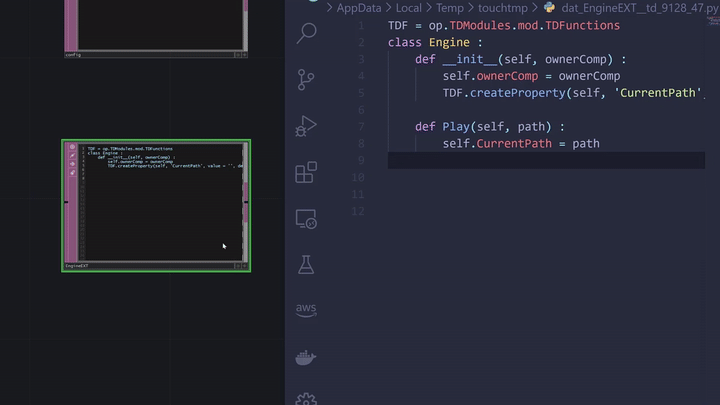 > AppData > Local > Temp > touchtmp > dat_EngineEXT__td_9128_47.py
1 TDF = op.TDModules.mod.TDFunctions
2 class Engine :
3 def __init__(self, ownerComp) :
4 self.ownerComp = ownerComp
5 TDF.createProperty(self, 'CurrentPath',
6
7 def Play(self, path) :
8 self.CurrentPath = path
9
10
11
12
aws
config
TDF = op.TDModules.mod.TDFunctions
class Engine :
def __init__(self, ownerComp) :
self.ownerComp = ownerComp
TDF.createProperty(self, 'CurrentPath', value = '', de
EngineEXT